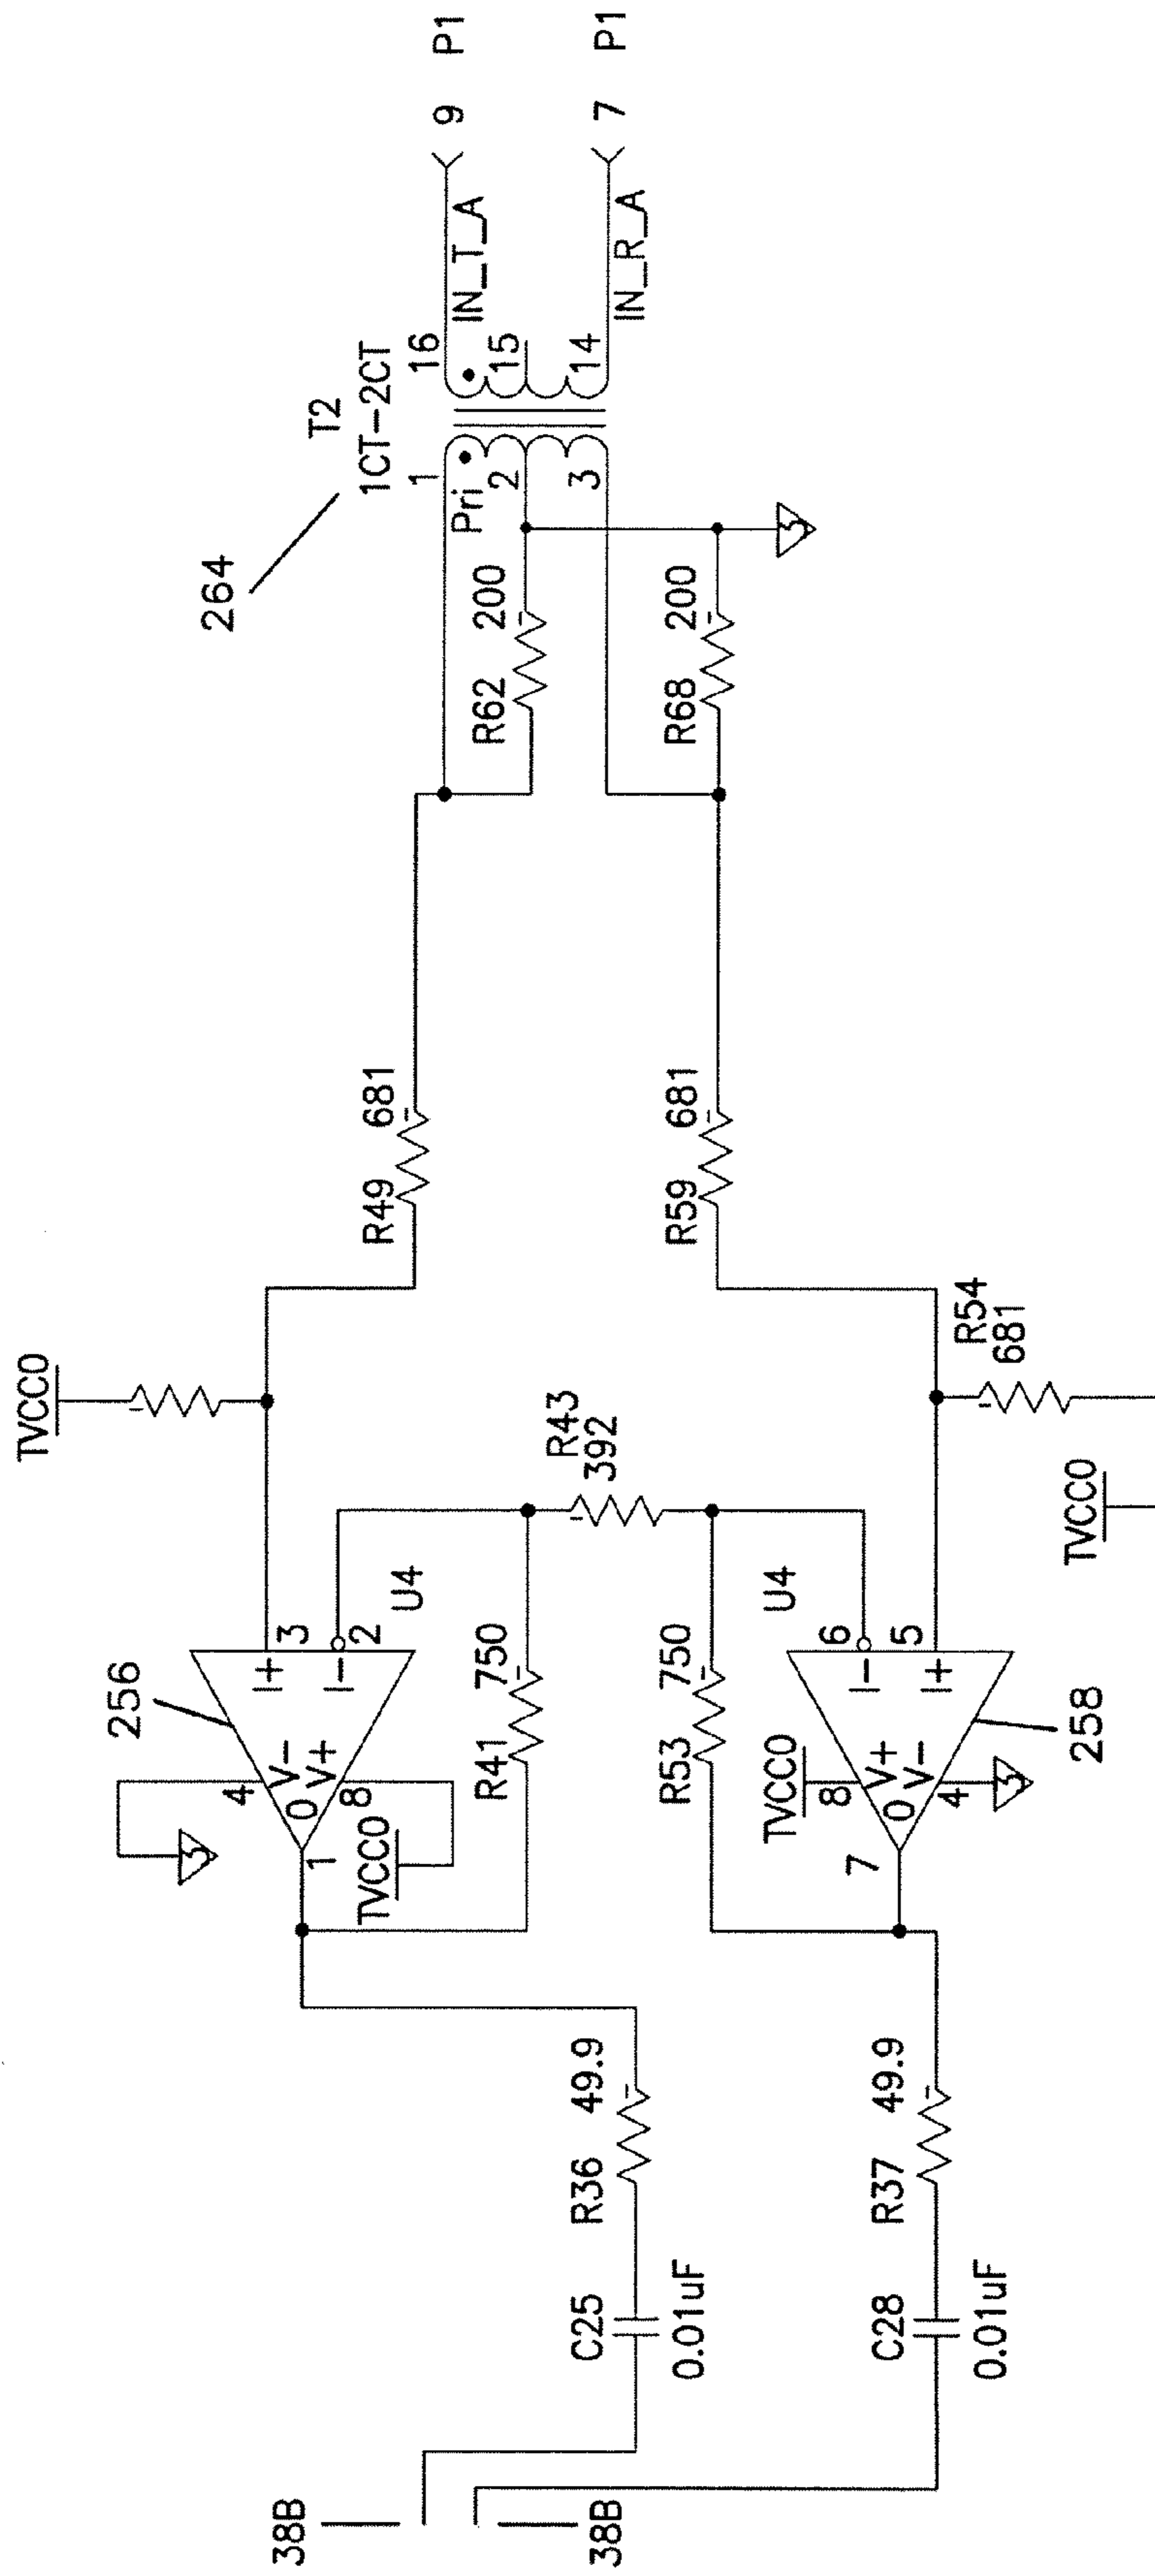 264
T2
1CT-2CT
1
16
IN_T_A
9 P1
Pri
2
15
3
14
IN_R_A
7 P1
R62 200
R68 200
3
R49 681
R59 681
TVCC0
R54
681
TVCC0
R43
392
256
I+
3
I-
2
U4
4
V-
V+
O
8
1
3
TVCC0
R41 750
R53 750
U4
6
I-
5
I+
TVCC0
8
V+
V-
O
4
7
3
258
R36 49.9
R37 49.9
C25
0.01uF
C28
0.01uF
38B
38B